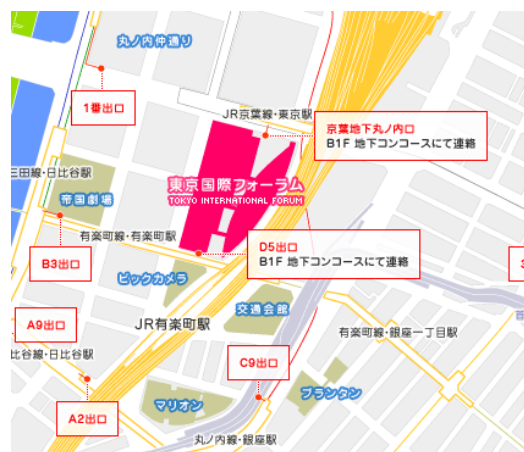 丸ノ内仲通り
1番出口
JR京葉線・東京駅
京葉地下丸ノ内口
B1F 地下コンコースにて連絡
三田線・日比谷駅
東京国際フォーラム
TOKYO INTERNATIONAL FORUM
帝国劇場
有楽町線・有楽町駅
D5出口
B1F 地下コンコースにて連絡
B3出口
ビックカメラ
交通会館
A9出口
JR有楽町駅
有楽町線・銀座一丁目駅
比谷線・日比谷駅
C9出口
プランタン
A2出口
マリオン
丸ノ内線・銀座駅